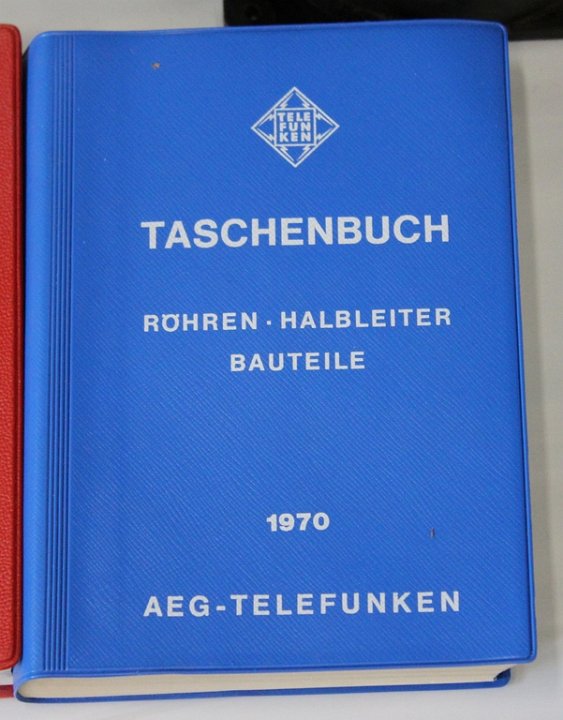 TELE
FUN
KEN
TASCHENBUCH
RÖHREN · HALBLEITER
BAUTEILE
1970
AEG-TELEFUNKEN